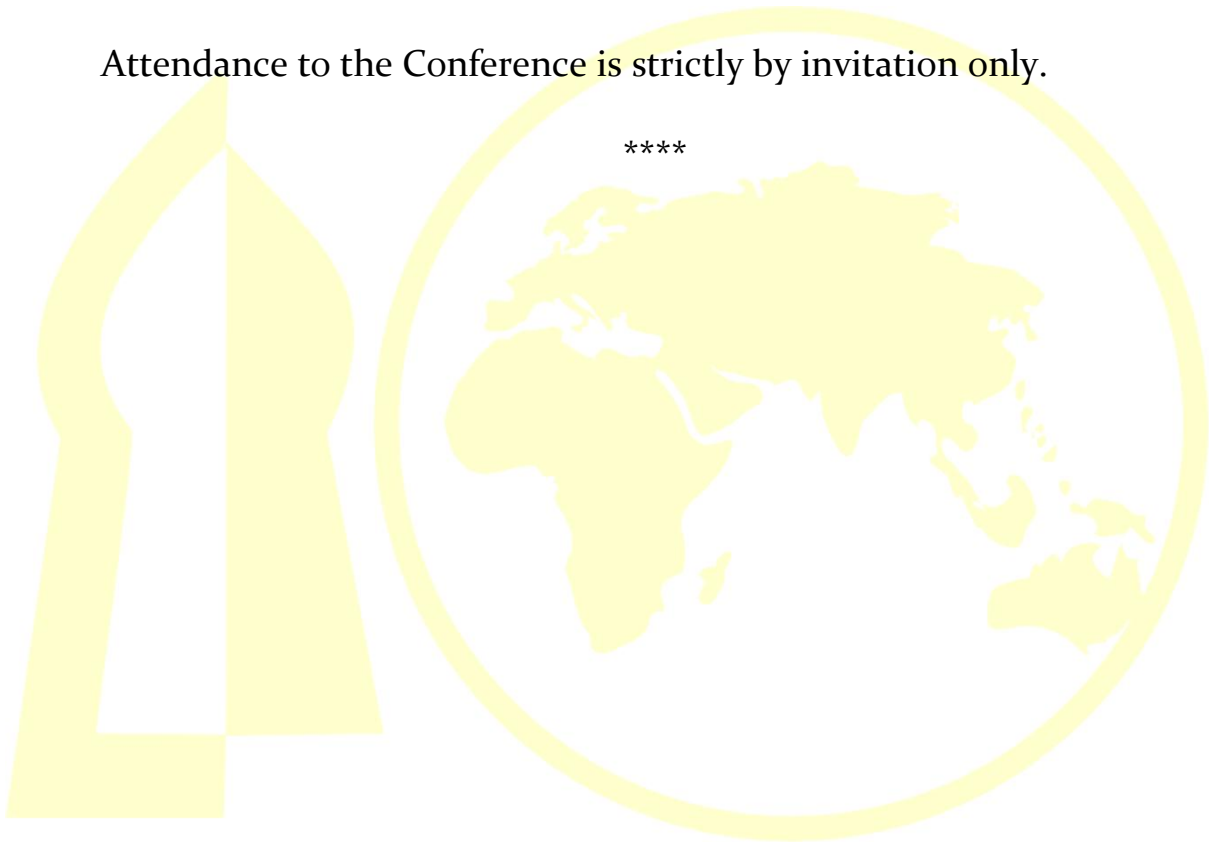 Attendance to the Conference is strictly by invitation only.
****